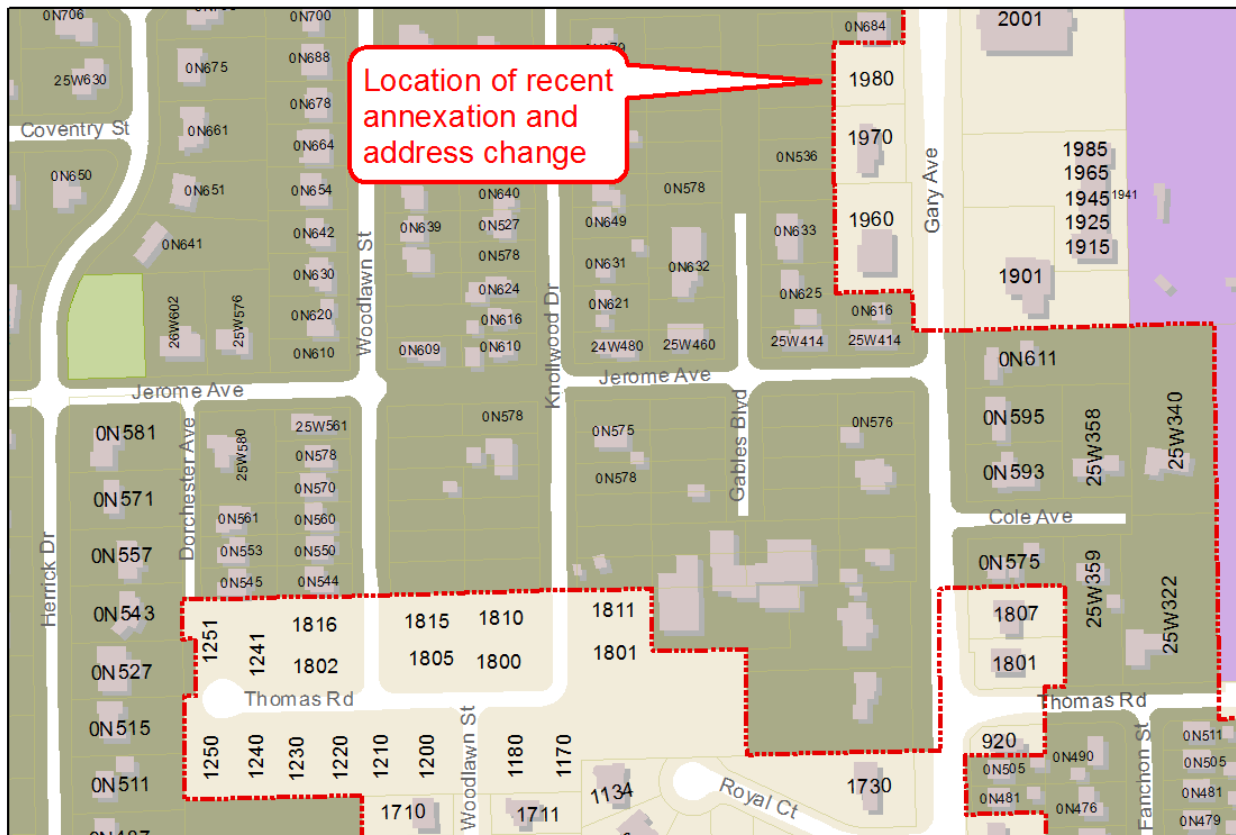 0N706
0N700
2001
0N684
0N675
0N688
25W630
Location of recent
annexation and
address change
1980
0N678
Coventry St
0N661
0N664
1970
1985
0N536
1965
0N650
0N651
0N654
0N640
0N578
1945
1941
Gary Ave
1960
1925
0N639
0N527
0N649
0N633
0N642
1915
0N641
Woodlawn St
0N578
0N631
0N632
0N630
1901
0N624
0N625
0N621
0N616
26W602
25W576
0N620
0N616
0N610
0N609
0N610
24W480
25W460
25W414
25W414
0N611
Knollwood Dr
Jerome Ave
Jerome Ave
0N581
25W561
0N578
0N575
Gables Blvd
0N576
0N595
25W358
25W340
25W580
0N578
Dorchester Ave
0N570
0N578
0N593
0N571
0N561
0N560
Cole Ave
0N557
0N553
0N550
0N575
25W359
Herrick Dr
0N545
0N544
0N543
1251
1241
1816
1815
1810
1811
1807
25W322
1802
1805
1800
1801
1801
0N527
Thomas Rd
Thomas Rd
0N515
Woodlawn St
920
0N511
1250
1240
1230
1220
1210
1200
1180
1170
0N490
Fanchon St
0N505
0N505
0N511
1134
Royal Ct
1730
0N481
0N481
0N476
1710
1711
0N479